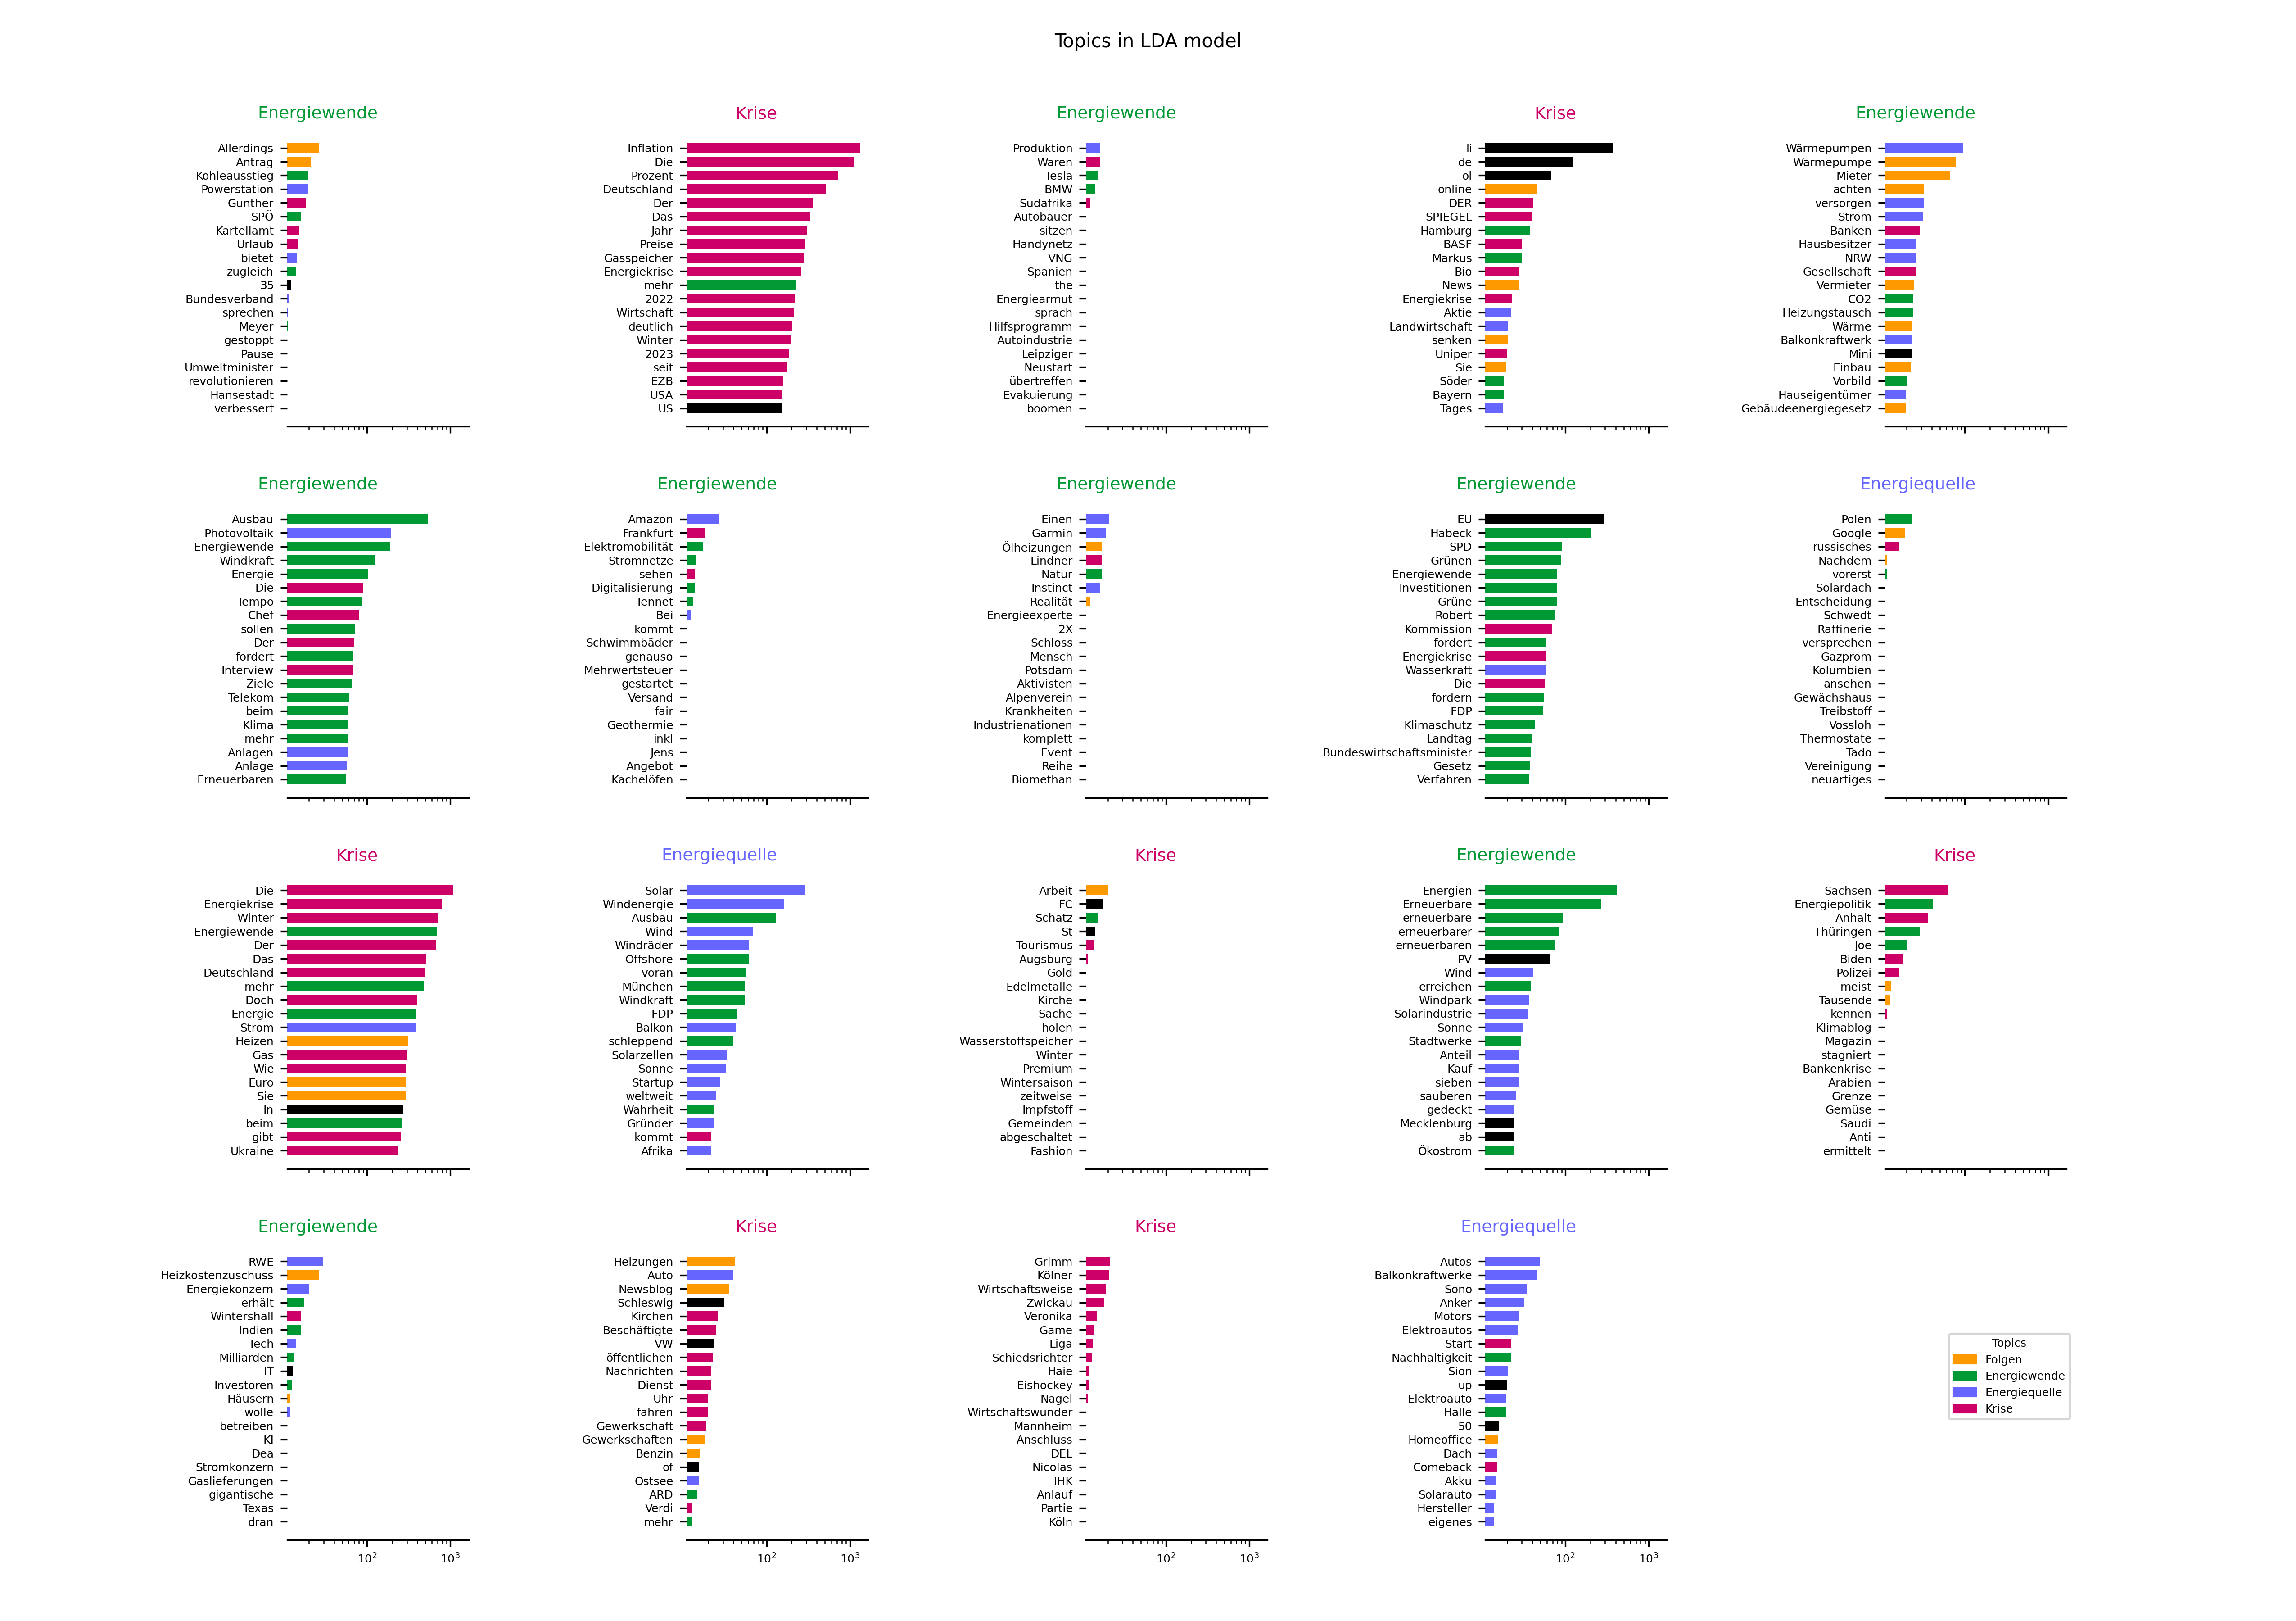 Topics in LDA model
Energiewende
Allerdings
Antrag
Kohleausstieg
Powerstation
Günther
SPÖ
Kartellamt
Urlaub
bietet
zugleich
35
Bundesverband
sprechen
Meyer
gestoppt
Pause
Umweltminister
revolutionieren
Hansestadt
verbessert
Krise
Inflation
Die
Prozent
Deutschland
Der
Das
Jahr
Preise
Gasspeicher
Energiekrise
mehr
2022
Wirtschaft
deutlich
Winter
2023
seit
EZB
USA
US
Energiewende
Produktion
Waren
Tesla
BMW
Südafrika
Autobauer
sitzen
Handynetz
VNG
Spanien
the
Energiearmut
sprach
Hilfsprogramm
Autoindustrie
Leipziger
Neustart
übertreffen
Evakuierung
boomen
Krise
li
de
ol
online
DER
SPIEGEL
Hamburg
BASF
Markus
Bio
News
Energiekrise
Aktie
Landwirtschaft
senken
Uniper
Sie
Söder
Bayern
Tages
Energiewende
Wärmepumpen
Wärmepumpe
Mieter
achten
versorgen
Strom
Banken
Hausbesitzer
NRW
Gesellschaft
Vermieter
CO2
Heizungstausch
Wärme
Balkonkraftwerk
Mini
Einbau
Vorbild
Hauseigentümer
Gebäudeenergiegesetz
Energiewende
Ausbau
Photovoltaik
Energiewende
Windkraft
Energie
Die
Tempo
Chef
sollen
Der
fordert
Interview
Ziele
Telekom
beim
Klima
mehr
Anlagen
Anlage
Erneuerbaren
Energiewende
Amazon
Frankfurt
Elektromobilität
Stromnetze
sehen
Digitalisierung
Tennet
Bei
kommt
Schwimmbäder
genauso
Mehrwertsteuer
gestartet
Versand
fair
Geothermie
inkl
Jens
Angebot
Kachelöfen
Energiewende
Einen
Garmin
Ölheizungen
Lindner
Natur
Instinct
Realität
Energieexperte
2X
Schloss
Mensch
Potsdam
Aktivisten
Alpenverein
Krankheiten
Industrienationen
komplett
Event
Reihe
Biomethan
Energiewende
EU
Habeck
SPD
Grünen
Energiewende
Investitionen
Grüne
Robert
Kommission
fordert
Energiekrise
Wasserkraft
Die
fordern
FDP
Klimaschutz
Landtag
Bundeswirtschaftsminister
Gesetz
Verfahren
Energiequelle
Polen
Google
russisches
Nachdem
vorerst
Solardach
Entscheidung
Schwedt
Raffinerie
versprechen
Gazprom
Kolumbien
ansehen
Gewächshaus
Treibstoff
Vossloh
Thermostate
Tado
Vereinigung
neuartiges
Krise
Die
Energiekrise
Winter
Energiewende
Der
Das
Deutschland
mehr
Doch
Energie
Strom
Heizen
Gas
Wie
Euro
Sie
In
beim
gibt
Ukraine
Energiequelle
Solar
Windenergie
Ausbau
Wind
Windräder
Offshore
voran
München
Windkraft
FDP
Balkon
schleppend
Solarzellen
Sonne
Startup
weltweit
Wahrheit
Gründer
kommt
Afrika
Krise
Arbeit
FC
Schatz
St
Tourismus
Augsburg
Gold
Edelmetalle
Kirche
Sache
holen
Wasserstoffspeicher
Winter
Premium
Wintersaison
zeitweise
Impfstoff
Gemeinden
abgeschaltet
Fashion
Energiewende
Energien
Erneuerbare
erneuerbare
erneuerbarer
erneuerbaren
PV
Wind
erreichen
Windpark
Solarindustrie
Sonne
Stadtwerke
Anteil
Kauf
sieben
sauberen
gedeckt
Mecklenburg
ab
Ökostrom
Krise
Sachsen
Energiepolitik
Anhalt
Thüringen
Joe
Biden
Polizei
meist
Tausende
kennen
Klimablog
Magazin
stagniert
Bankenkrise
Arabien
Grenze
Gemüse
Saudi
Anti
ermittelt
Energiewende
RWE
Heizkostenzuschuss
Energiekonzern
erhält
Wintershall
Indien
Tech
Milliarden
IT
Investoren
Häusern
wolle
betreiben
KI
Dea
Stromkonzern
Gaslieferungen
gigantische
Texas
dran
10² 10³
Krise
Heizungen
Auto
Newsblog
Schleswig
Kirchen
Beschäftigte
VW
öffentlichen
Nachrichten
Dienst
Uhr
fahren
Gewerkschaft
Gewerkschaften
Benzin
of
Ostsee
ARD
Verdi
mehr
10² 10³
Krise
Grimm
Kölner
Wirtschaftsweise
Zwickau
Veronika
Game
Liga
Schiedsrichter
Haie
Eishockey
Nagel
Wirtschaftswunder
Mannheim
Anschluss
DEL
Nicolas
IHK
Anlauf
Partie
Köln
10² 10³
Energiequelle
Autos
Balkonkraftwerke
Sono
Anker
Motors
Elektroautos
Start
Nachhaltigkeit
Sion
up
Elektroauto
Halle
50
Homeoffice
Dach
Comeback
Akku
Solarauto
Hersteller
eigenes
10² 10³
Topics
Folgen
Energiewende
Energiequelle
Krise